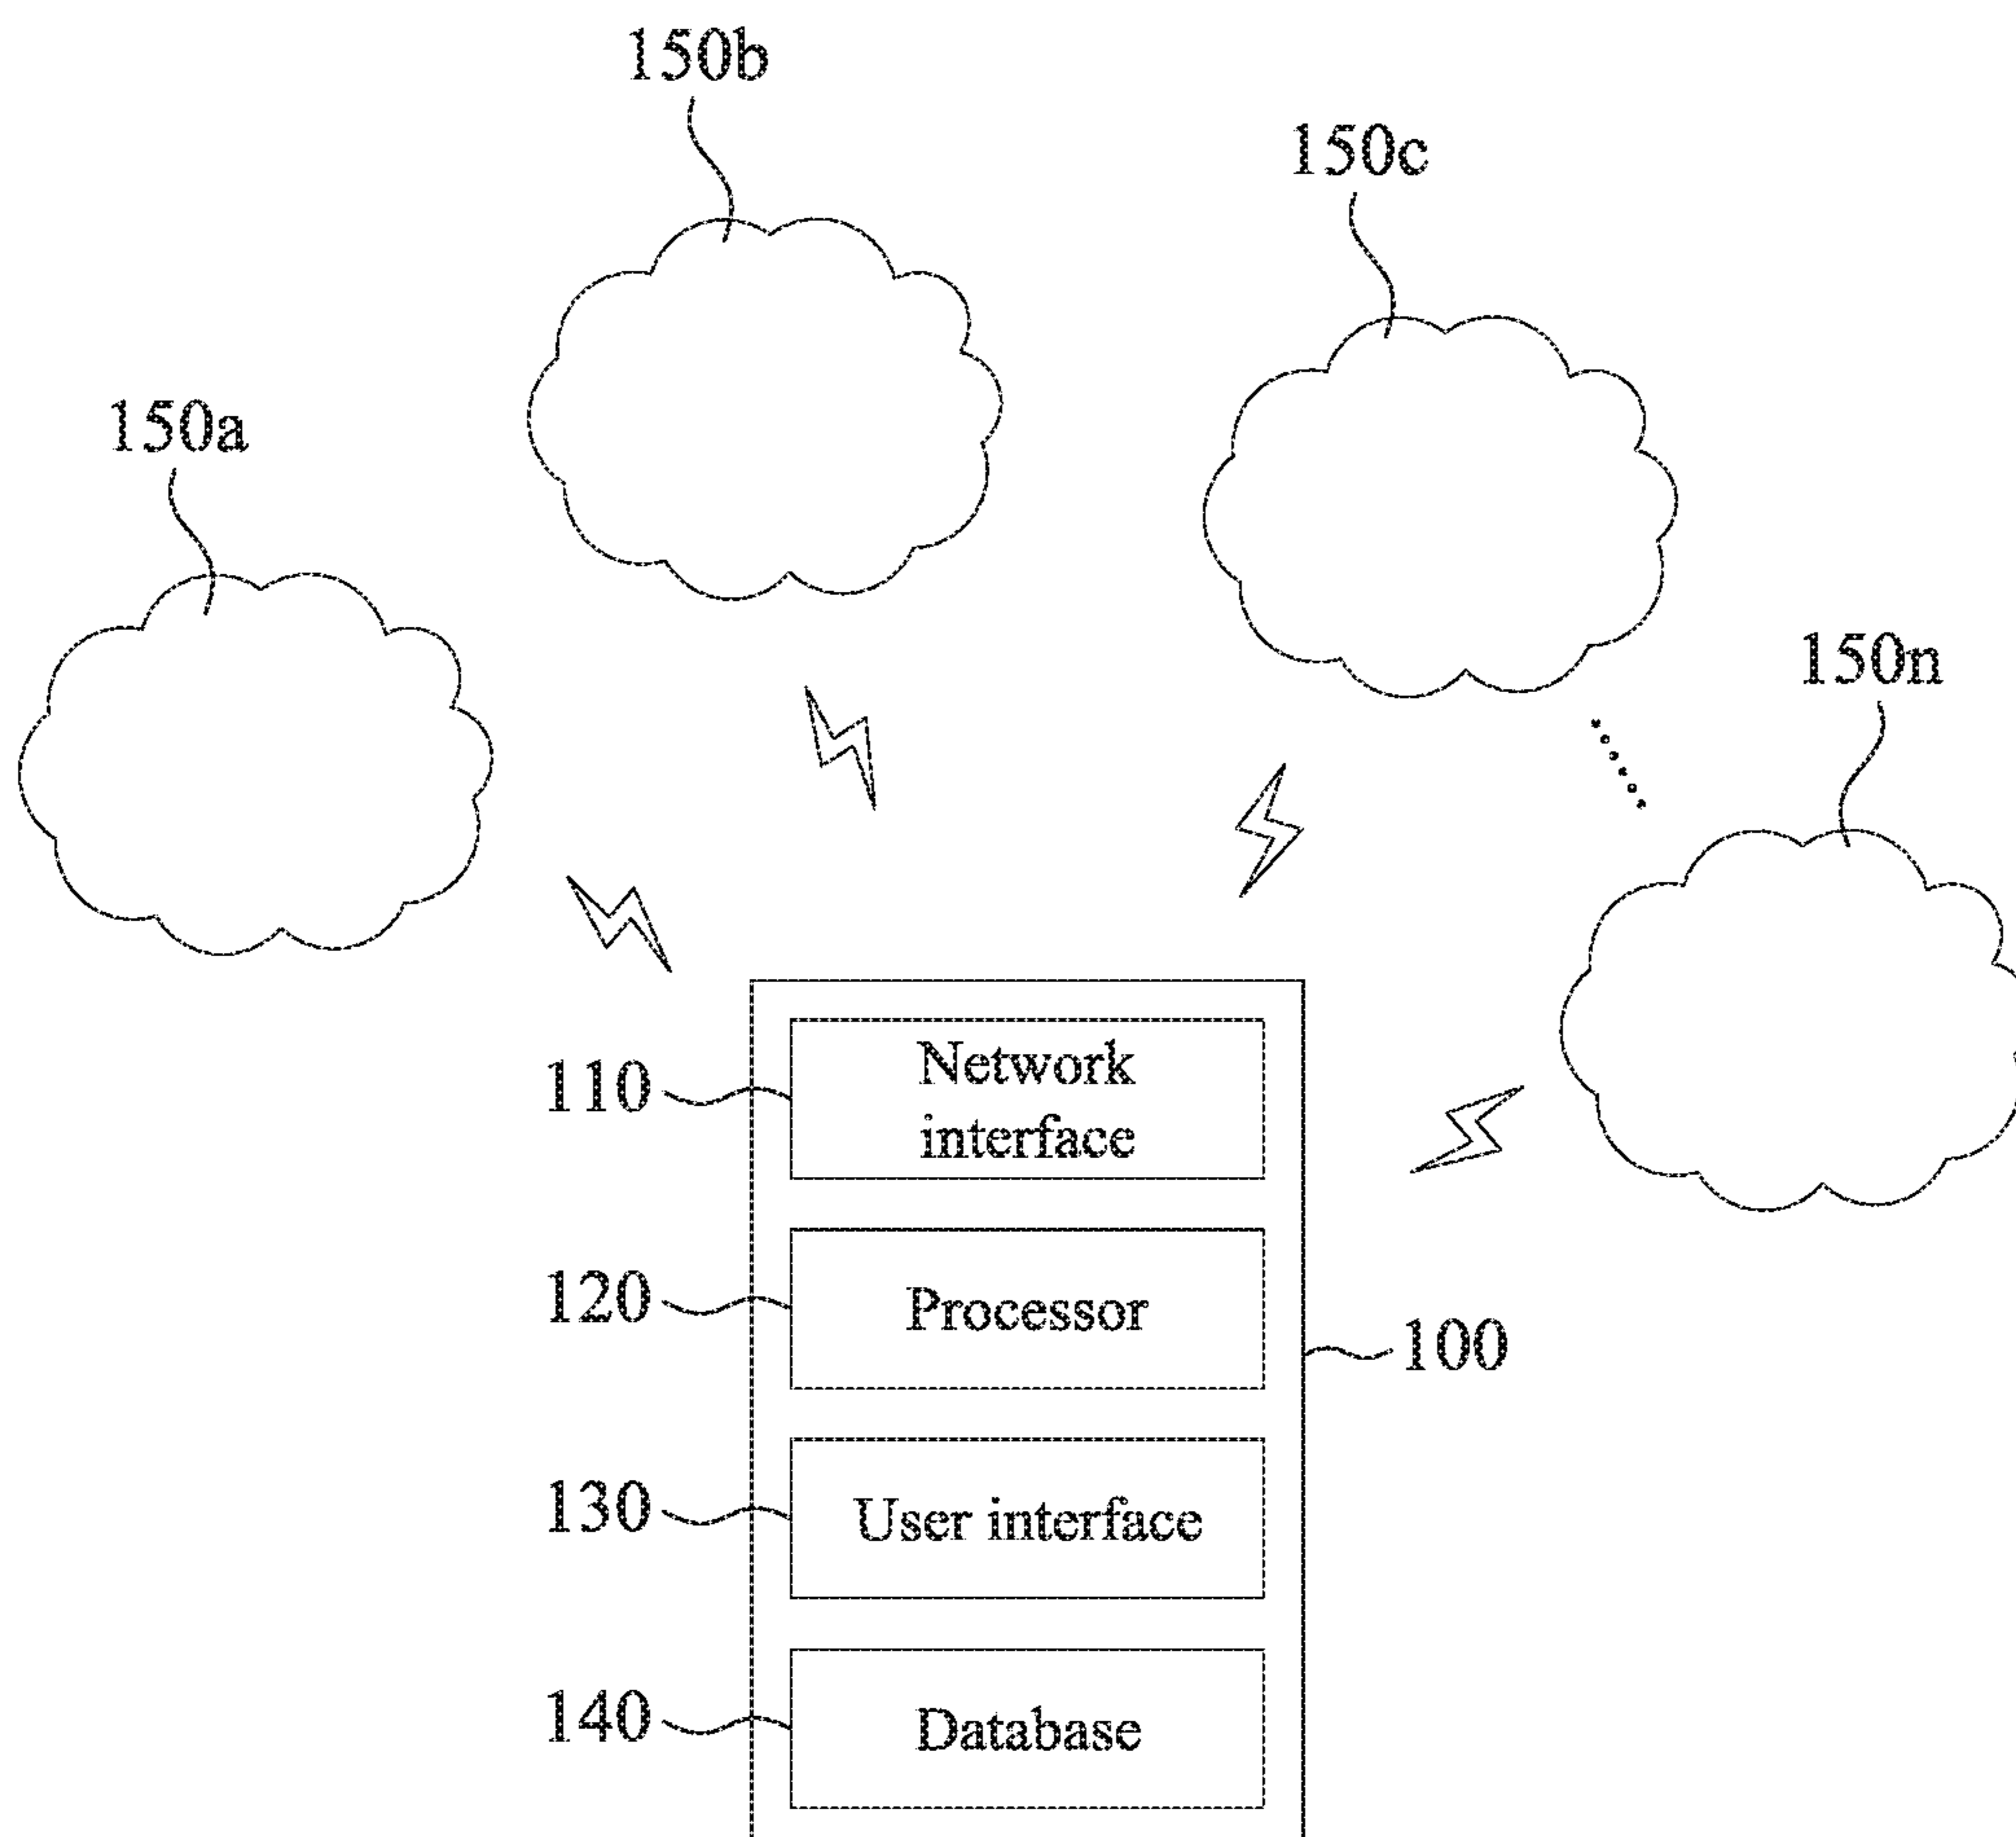 150b
150c
150a
150n
110
Network
interface
120
Processor
100
130
User interface
140
Database